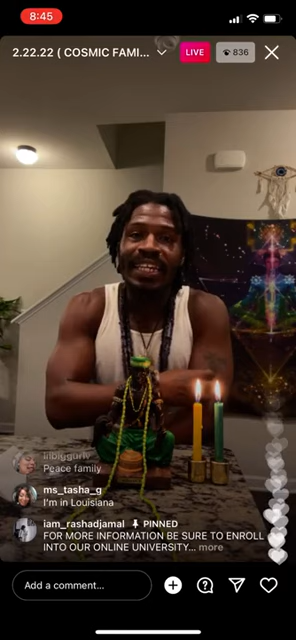 8:45
2.22.22 ( COSMIC FAMI...
LIVE
836
lilbiggurlv
Peace family
ms_tasha_g
I'm in Louisiana
iam_rashadjamal PINNED
FOR MORE INFORMATION BE SURE TO ENROLL
INTO OUR ONLINE UNIVERSITY... more
Add a comment...